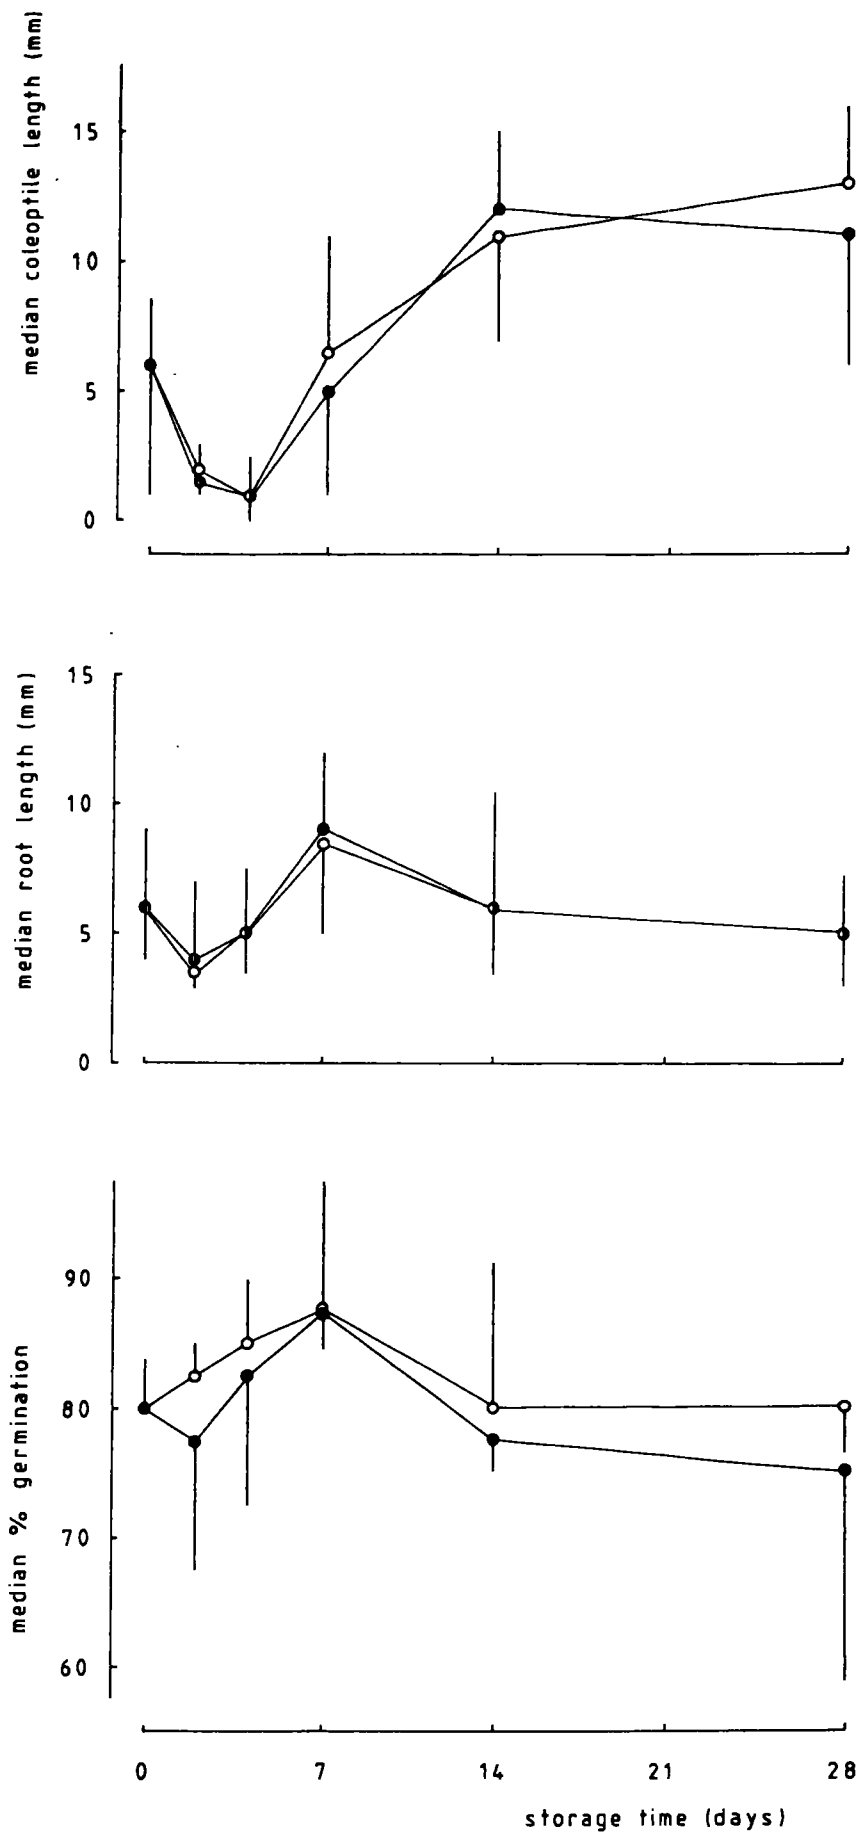 median coleoptile length (mm)
15
10
5
0
median root length (mm)
15
10
5
0
median % germination
90
80
70
60
0 7 14 21 28
storage time (days)